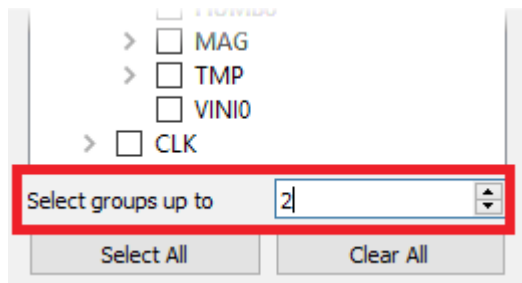 MAG
TMP
VINI0
CLK
Select groups up to 2
Select All Clear All